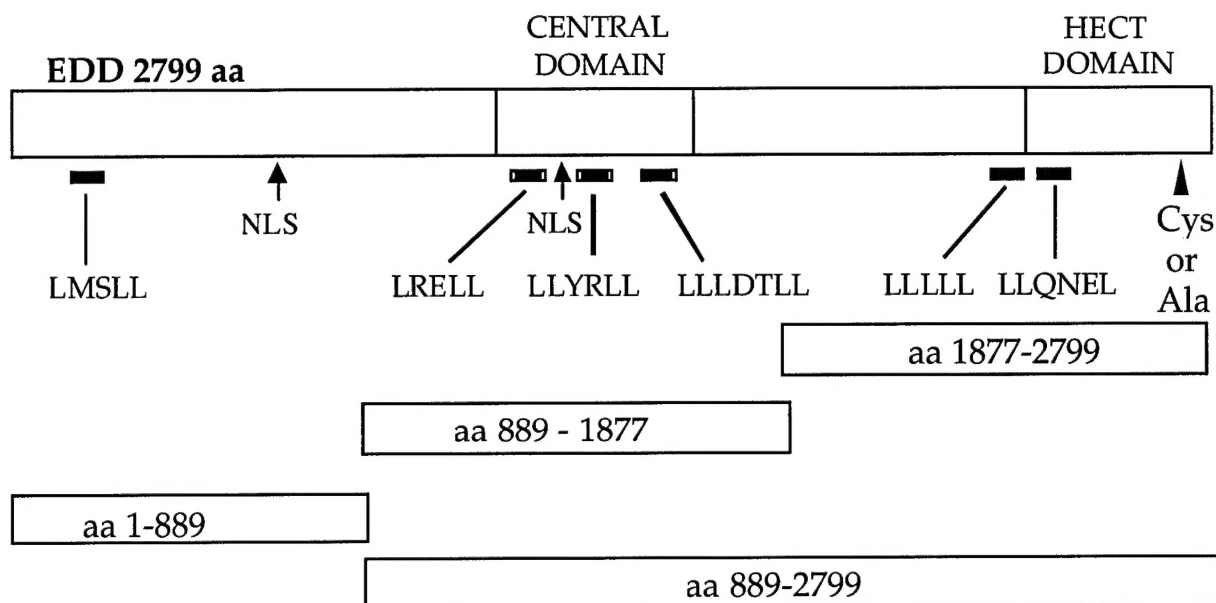 CENTRAL
DOMAIN
HECT
DOMAIN
EDD 2799 aa
NLS
NLS
Cys
or
Ala
LMSLL
LRELL
LLYRLL
LLLDTLL
LLLLL
LLQNEL
aa 1877-2799
aa 889 - 1877
aa 1-889
aa 889-2799